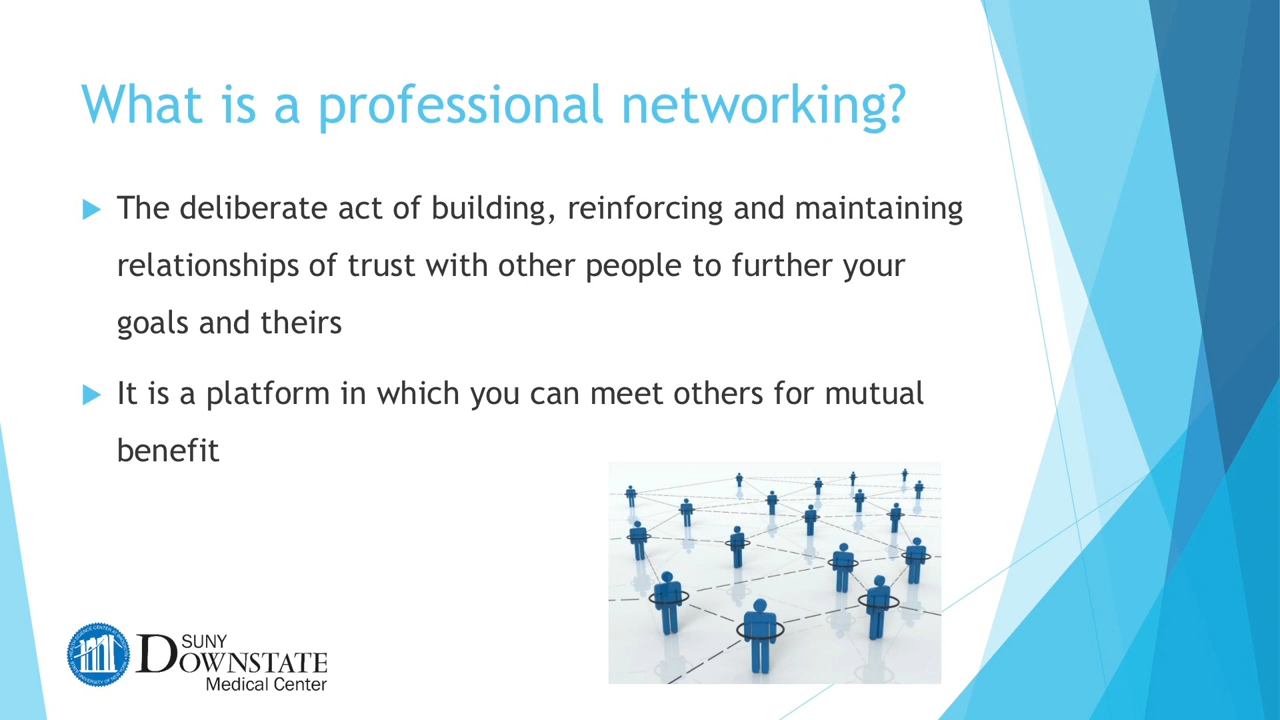 What is a professional networking?
The deliberate act of building, reinforcing and maintaining
relationships of trust with other people to further your
goals and theirs
It is a platform in which you can meet others for mutual
benefit
SUNY
DOWNSTATE
Medical Center